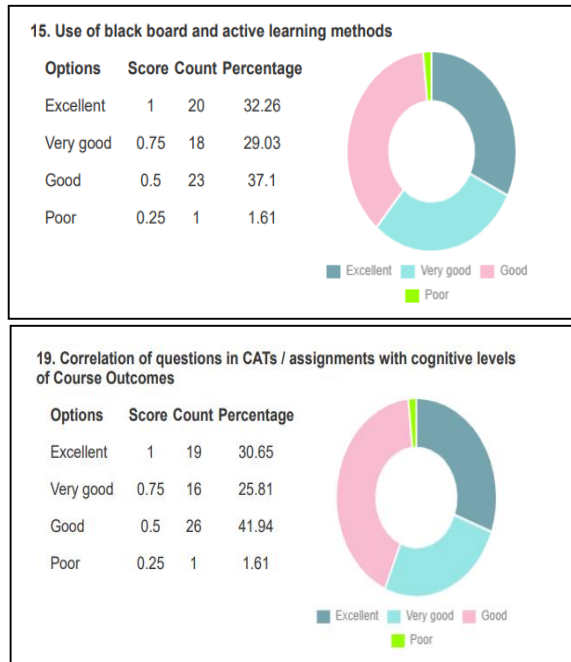 15. Use of black board and active learning methods
Options Score Count Percentage
Excellent 1 20 32.26
Very good 0.75 18 29.03
Good 0.5 23 37.1
Poor 0.25 1 1.61
Excellent Very good Good
Poor
19. Correlation of questions in CATs / assignments with cognitive levels
of Course Outcomes
Options Score Count Percentage
Excellent 1 19 30.65
Very good 0.75 16 25.81
Good 0.5 26 41.94
Poor 0.25 1 1.61
Excellent Very good Good
Poor